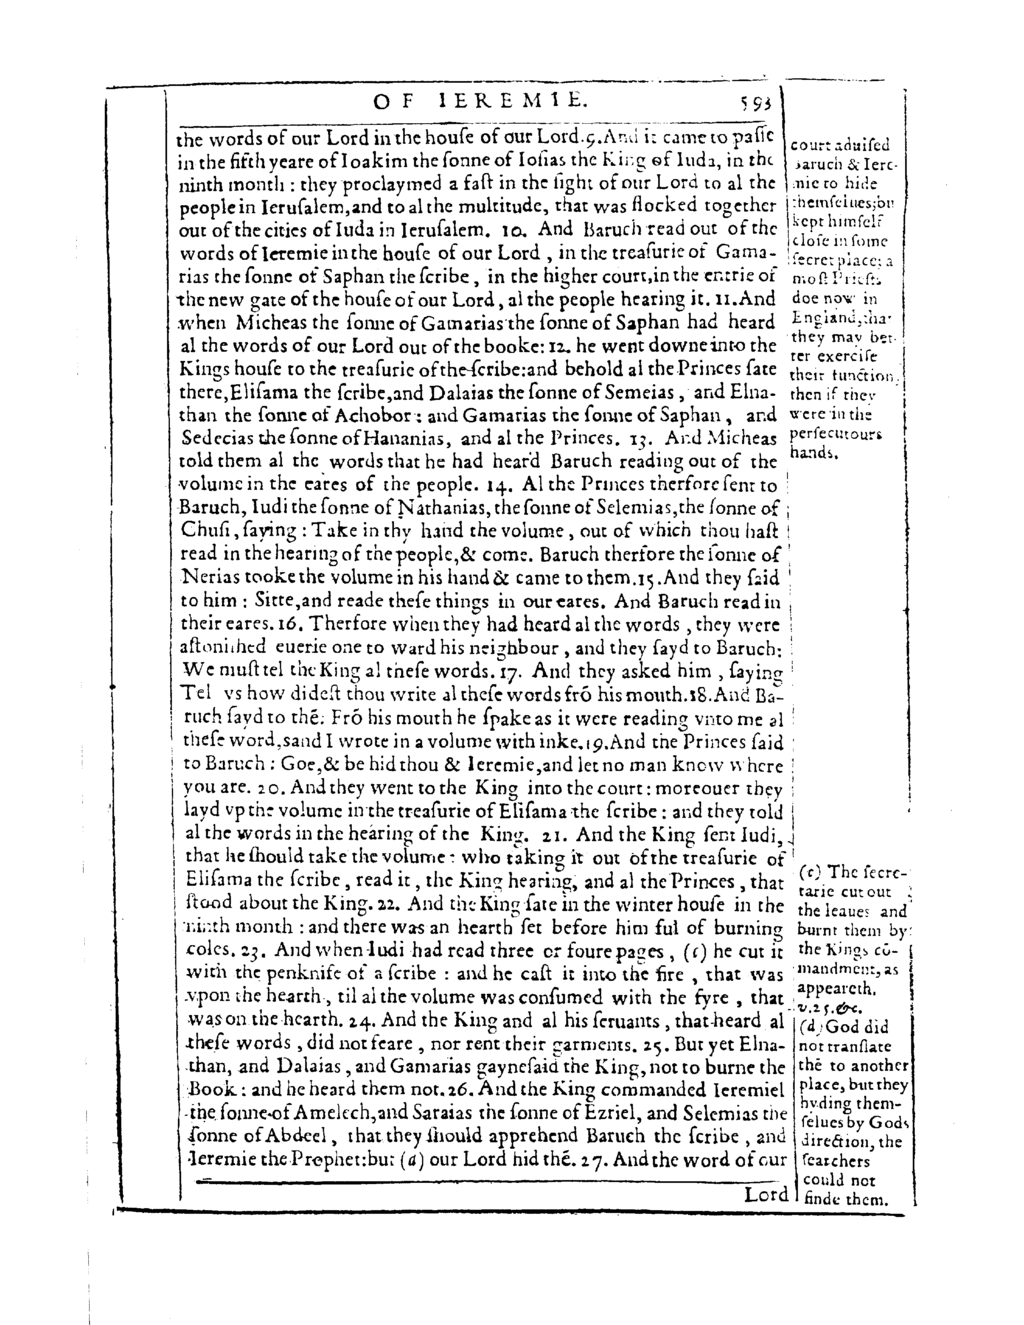 OF IEREMIE. 593
the words of our Lord in the houſe of our Lord. 9. And it came to paſſe
in the fifth yeare of Ioakim the ſonne of Ioſias the King of Iuda, in the
ninth month : they proclaymed a faſt in the ſight of our Lord to al the
people in Ieruſalem, and to al the multitude, that was flocked together
out of the cities of Iuda in Ieruſalem. 10. And Baruch read out of the
words of Ieremie in the houſe of our Lord , in the treaſurie of Gama-
rias the ſonne of Saphan the ſcribe , in the higher court, in the entrie of
the new gate of the houſe of our Lord, al the people hearing it. 11. And
when Micheas the ſonne of Gamarias the ſonne of Saphan had heard
al the words of our Lord out of the booke: 12. he went downe into the
Kings houſe to the treaſurie of the ſcribe: and behold al the Princes ſate
there, Eliſama the ſcribe, and Dalaias the ſonne of Semeias , and Elna-
than the ſonne of Achobor ; and Gamarias the ſonne of Saphan , and
Sedecias the ſonne of Hananias, and al the Princes. 13. And Micheas
told them al the words that he had heard Baruch reading out of the
volume in the eares of the people. 14. Al the Princes therfore ſent to
Baruch, Iudi the ſonne of Nathanias, the ſonne of Selemias, the ſonne of
Chuſi, ſaying : Take in thy hand the volume , out of which thou haſt
read in the hearing of the people, & come. Baruch therfore the ſonne of
Nerias tooke the volume in his hand & came to them. 15. And they ſaid
to him : Sitte, and reade theſe things in our eares. And Baruch read in
their eares. 16. Therfore when they had heard al the words , they were
aſtoniſhed euerie one to ward his neighbour , and they ſayd to Baruch:
We muſt tel the King al theſe words. 17. And they asked him , ſaying
Tel vs how dideſt thou write al theſe words frō his mouth. 18. And Ba-
ruch ſayd to thē: Frō his mouth he ſpake as it were reading vnto me al
theſe word,s and I wrote in a volume with inke. 19. And the Princes ſaid
to Baruch : Goe, & be hid thou & Ieremie, and let no man know where
you are. 20. And they went to the King into the court : moreouer they
layd vp the volume in the treaſurie of Eliſama the ſcribe : and they told
al the words in the hearing of the King. 21. And the King ſent Iudi,
that he ſhould take the volume : who taking it out of the treaſurie of
Eliſama the ſcribe , read it , the King hearing, and al the Princes , that
ſtood about the King. 22. And the King ſate in the winter houſe in the
ninth month : and there was an hearth ſet before him ful of burning
coles. 23. And when Iudi had read three or foure pages , (c) he cut it
with the penknife of a ſcribe : and he caſt it into the fire , that was
vpon the hearth , til al the volume was conſumed with the fyre , that
was on the hearth. 24. And the King and al his ſeruants , that heard al
theſe words , did not feare , nor rent their garments. 25. But yet Elna-
than, and Dalaias , and Gamarias gayneſaid the King, not to burne the
Book : and he heard them not. 26. And the King commanded Ieremiel
the ſonne of Amelech, and Saraias the ſonne of Ezriel, and Selemias the
ſonne of Abdeel , that they ſhould apprehend Baruch the ſcribe , and
Ieremie the Prophet: but (d) our Lord hid thē. 27. And the word of our
Lord
court aduiſed
Baruch & Iere-
mie to hide
themſelues; or
kept himſelf
cloſe in ſome
ſecret place; a
moſt Prieſts
doe now in
England, that
they may bet-
ter exerciſe
their function,
then if they
were in the
perſecutours
hands.
(c) The ſecre-
tarie cut out
the leaues and
burnt them by
the Kings cō-
mandment, as
appeareth.
v. 25. &c.
(d) God did
not tranſlate
thē to another
place, but they
hyding them-
ſelues by Gods
direction, the
ſearchers
could not
finde them.